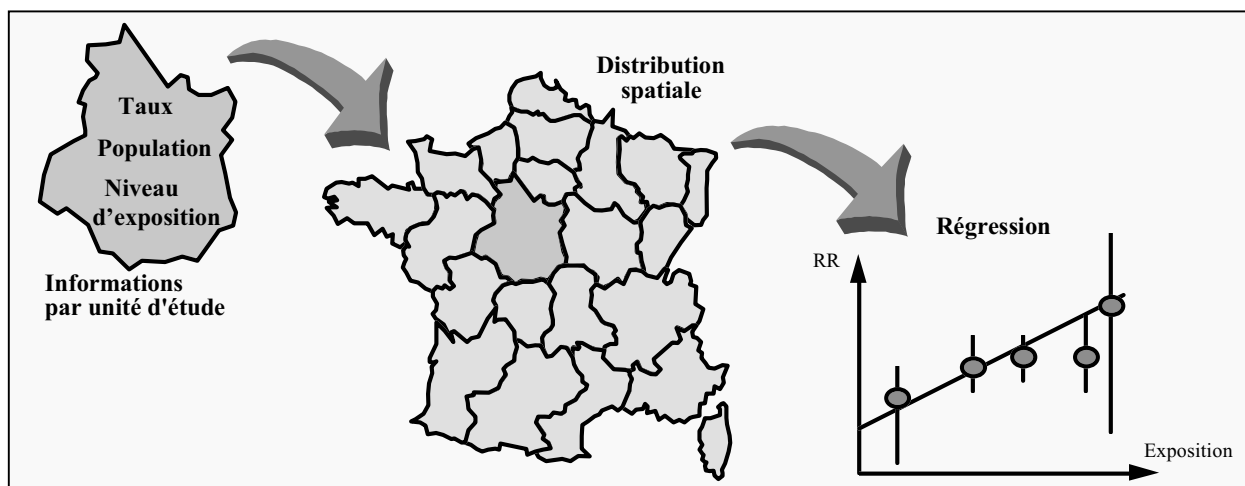 Taux
Population
Niveau
d’exposition
Informations
par unité d'étude
Distribution
spatiale
Régression
RR
Exposition